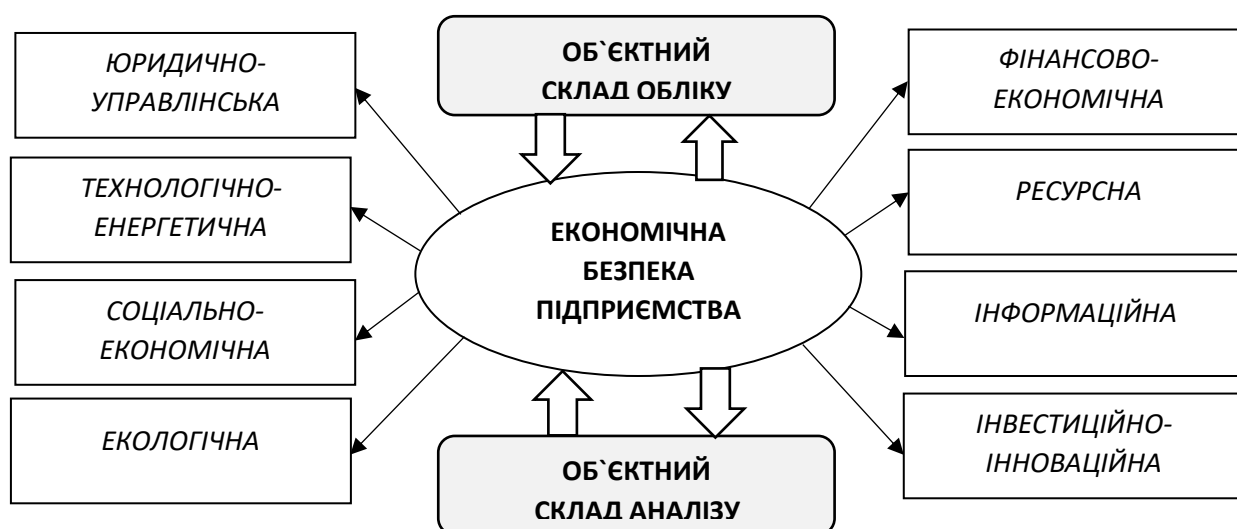 ЮРИДИЧНО-
УПРАВЛІНСЬКА
ТЕХНОЛОГІЧНО-
ЕНЕРГЕТИЧНА
СОЦІАЛЬНО-
ЕКОНОМІЧНА
ЕКОЛОГІЧНА
ОБ`ЄКТНИЙ
СКЛАД ОБЛІКУ
ЕКОНОМІЧНА
БЕЗПЕКА
ПІДПРИЄМСТВА
ОБ`ЄКТНИЙ
СКЛАД АНАЛІЗУ
ФІНАНСОВО-
ЕКОНОМІЧНА
РЕСУРСНА
ІНФОРМАЦІЙНА
ІНВЕСТИЦІЙНО-
ІННОВАЦІЙНА